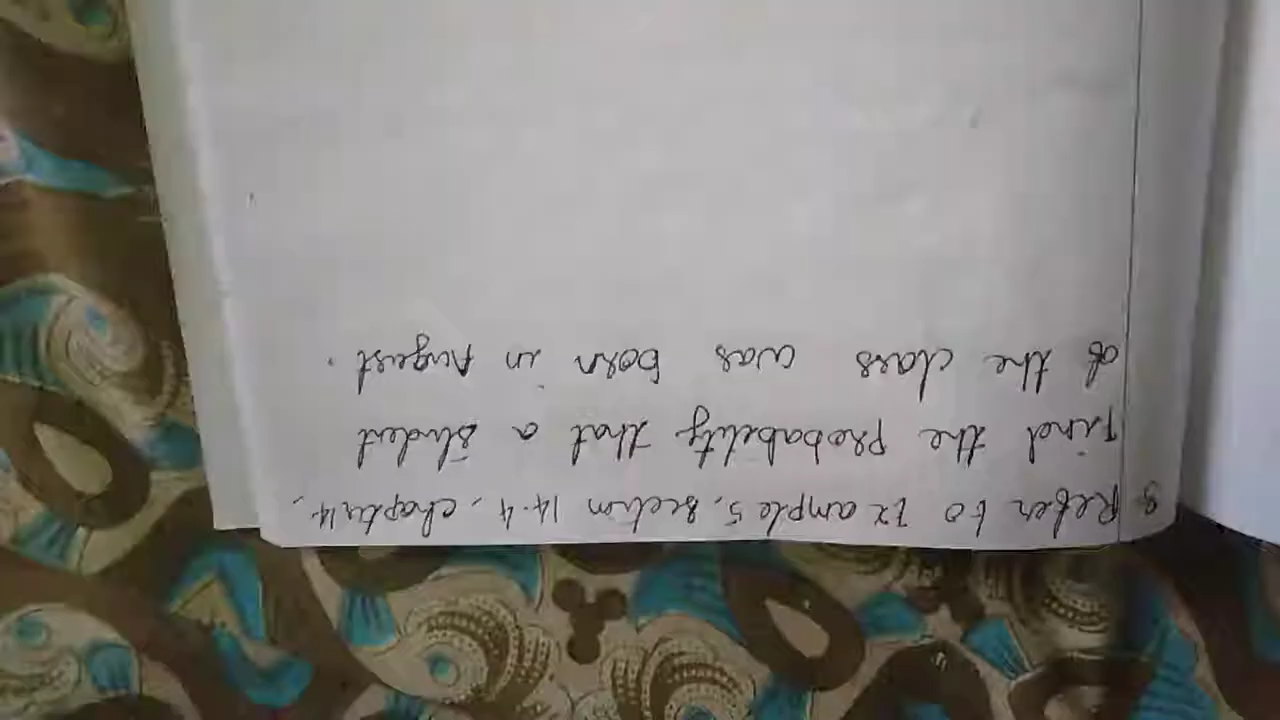 3. Refer to Example 5, section 14.4, chapter 14,
Find the probability that a student
of the class was born in August.